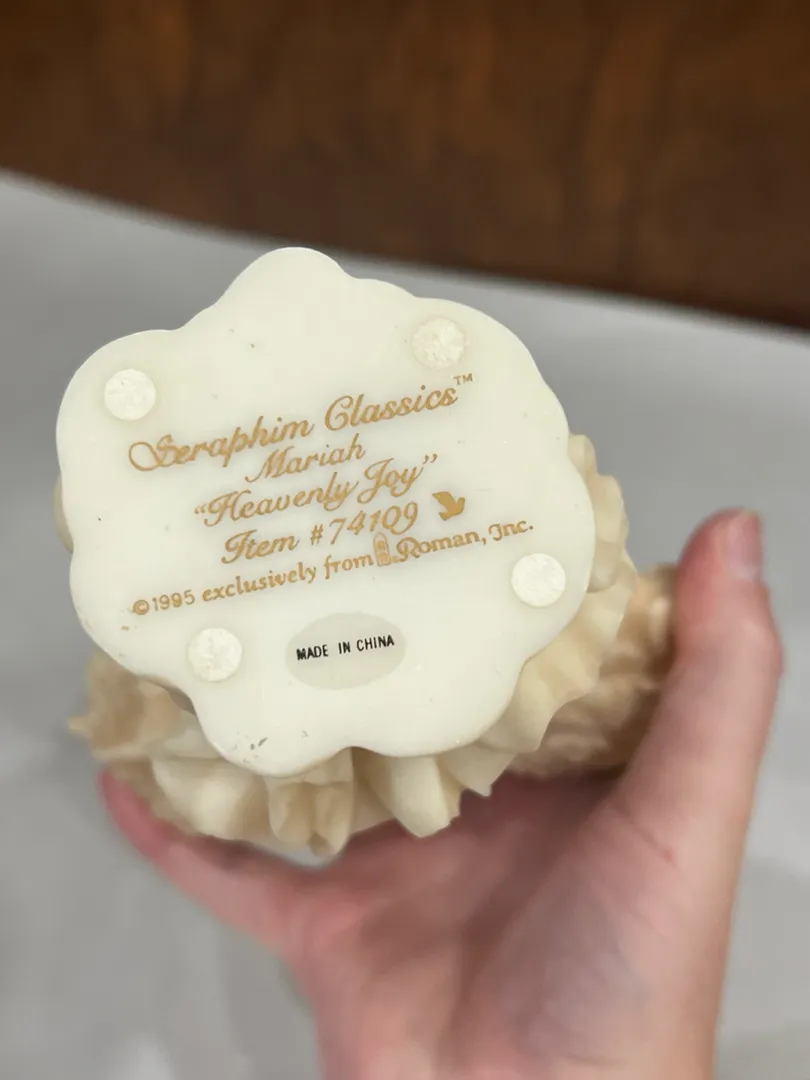 Seraphim Classics™
Mariah
“Heavenly Joy”
Item #74109
©1995 exclusively from Roman, Inc.
MADE IN CHINA